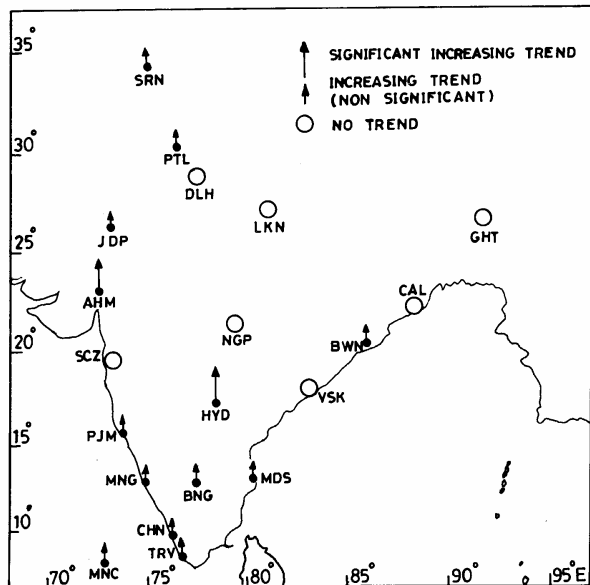 35°
SIGNIFICANT INCREASING TREND
SRN
INCREASING TREND
(NON SIGNIFICANT)
NO TREND
30°
PTL
DLH
LKN
GHT
25°
JDP
AHM
CAL
20°
NGP
BWN
SCZ
VSK
HYD
15°
PJM
MNG
BNG
MDS
10°
CHN
TRV
MNC
70° 75° 80° 85° 90° 95°E